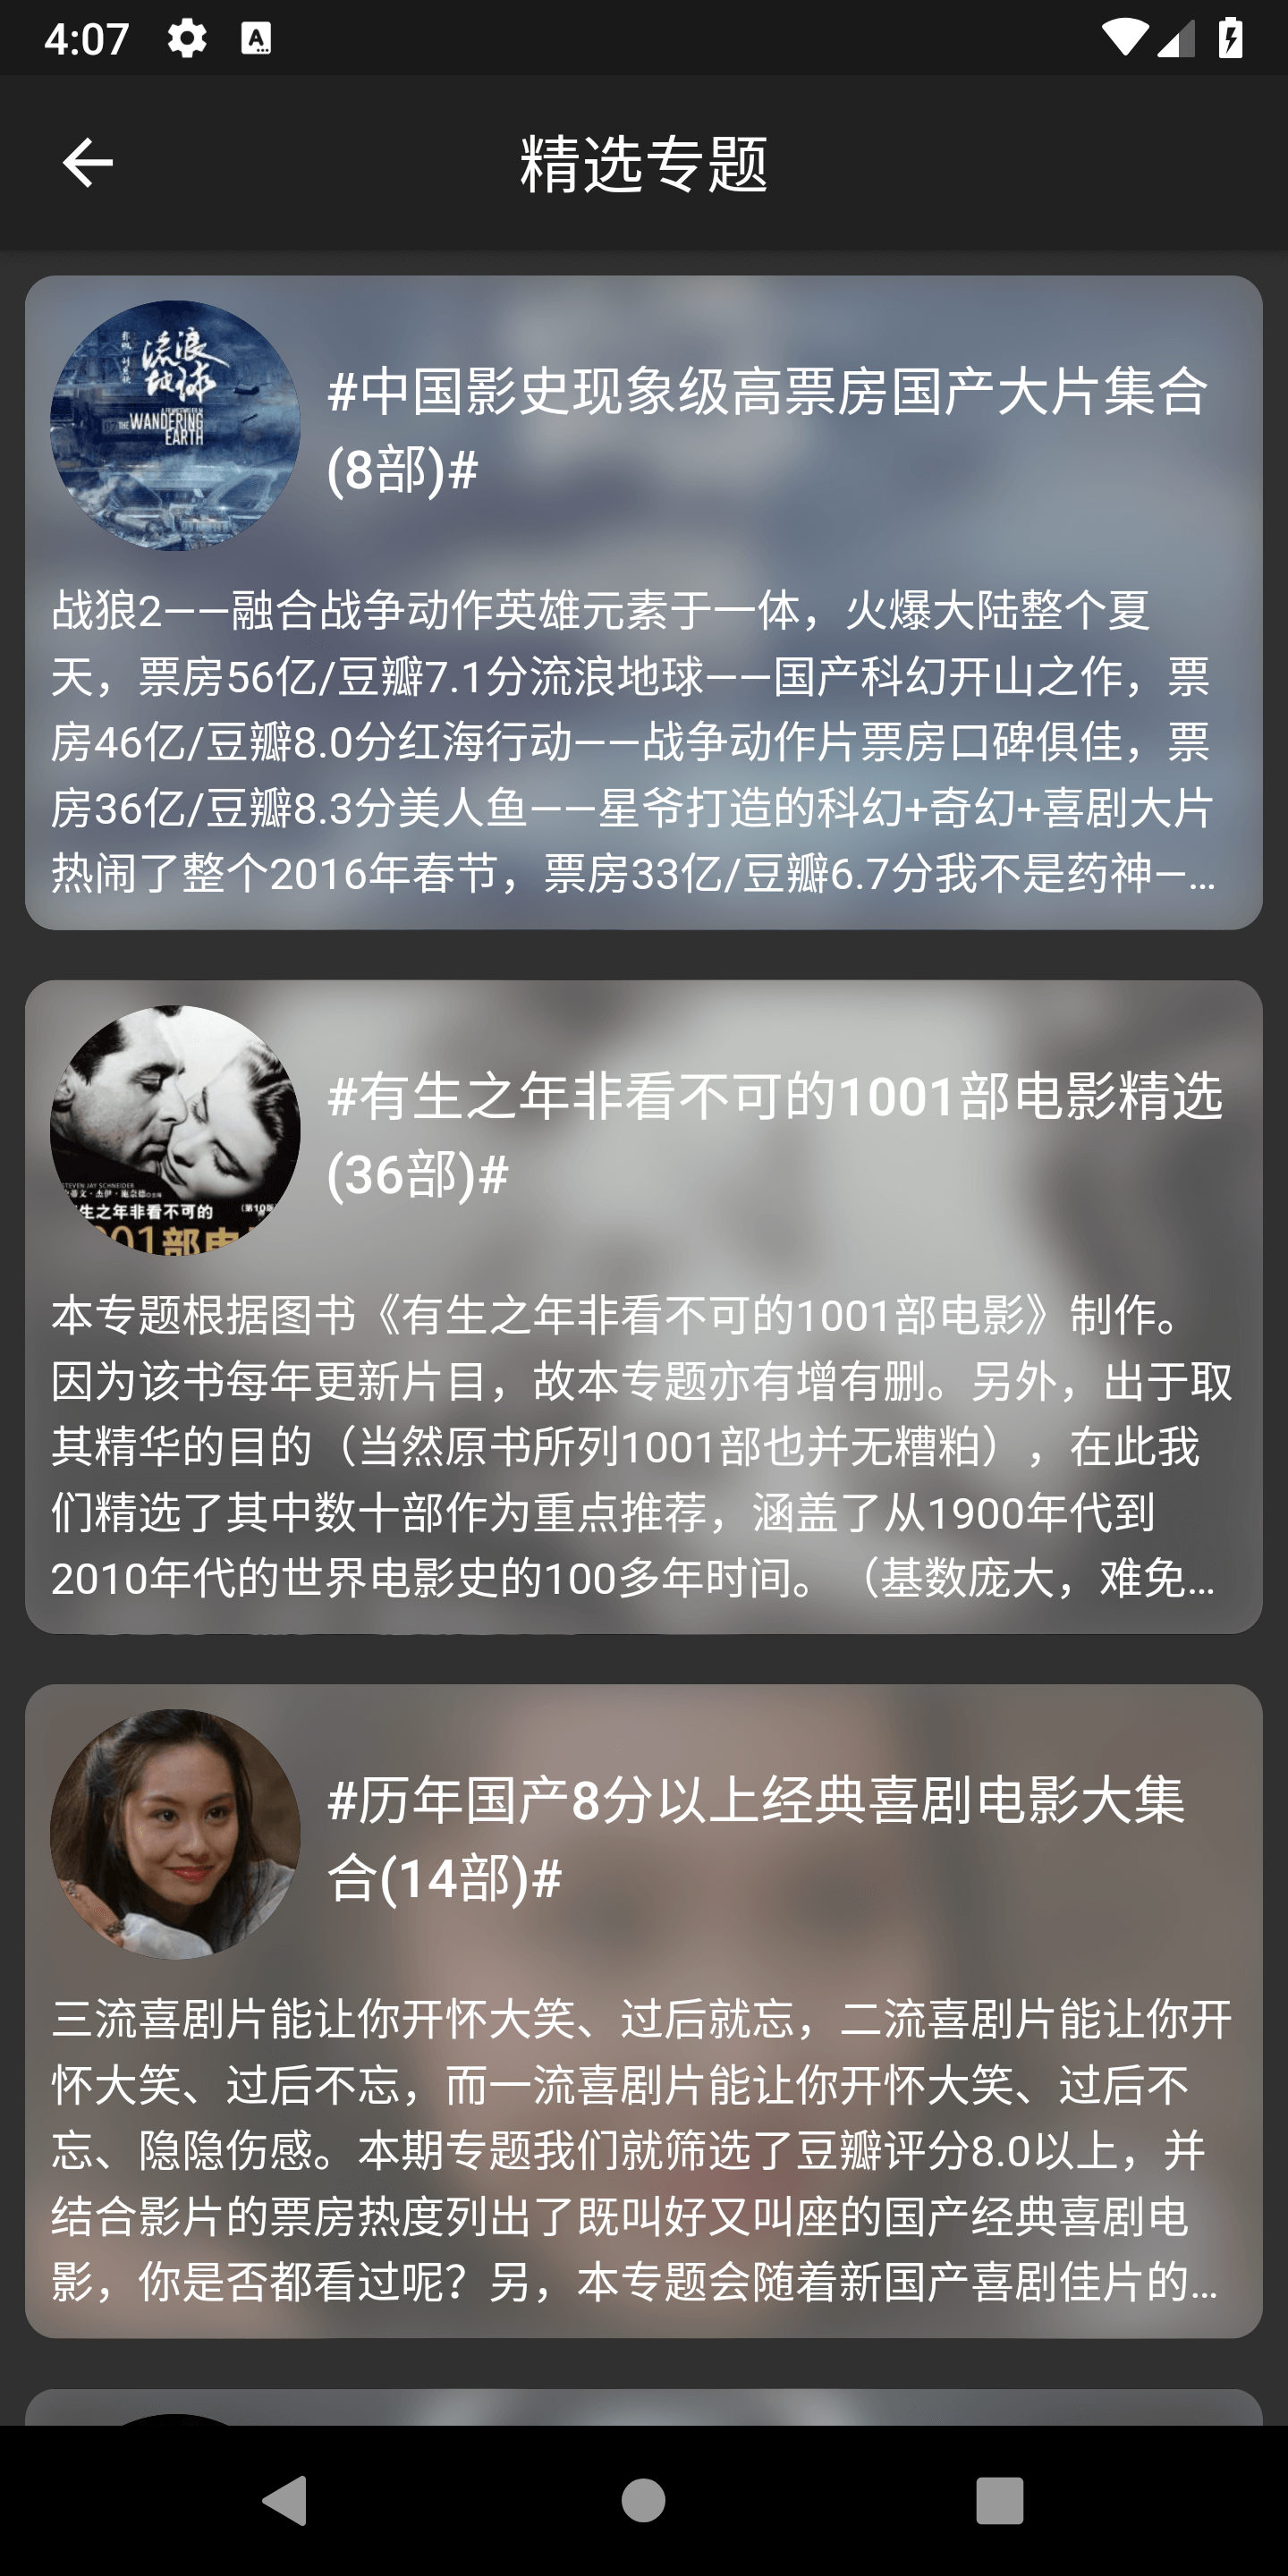 4:07
精选专题
流浪
地球
THE WANDERING
EARTH
#中国影史现象级高票房国产大片集合
(8部)#
战狼2——融合战争动作英雄元素于一体，火爆大陆整个夏
天，票房56亿/豆瓣7.1分流浪地球——国产科幻开山之作，票
房46亿/豆瓣8.0分红海行动——战争动作片票房口碑俱佳，票
房36亿/豆瓣8.3分美人鱼——星爷打造的科幻+奇幻+喜剧大片
热闹了整个2016年春节，票房33亿/豆瓣6.7分我不是药神—…
STEVEN JAY SCHNEIDER
生之年非看不可的
(第10版
001部电
#有生之年非看不可的1001部电影精选
(36部)#
本专题根据图书《有生之年非看不可的1001部电影》制作。
因为该书每年更新片目，故本专题亦有增有删。另外，出于取
其精华的目的（当然原书所列1001部也并无糟粕），在此我
们精选了其中数十部作为重点推荐，涵盖了从1900年代到
2010年代的世界电影史的100多年时间。（基数庞大，难免…
#历年国产8分以上经典喜剧电影大集
合(14部)#
三流喜剧片能让你开怀大笑、过后就忘，二流喜剧片能让你开
怀大笑、过后不忘，而一流喜剧片能让你开怀大笑、过后不
忘、隐隐伤感。本期专题我们就筛选了豆瓣评分8.0以上，并
结合影片的票房热度列出了既叫好又叫座的国产经典喜剧电
影，你是否都看过呢？另，本专题会随着新国产喜剧佳片的…